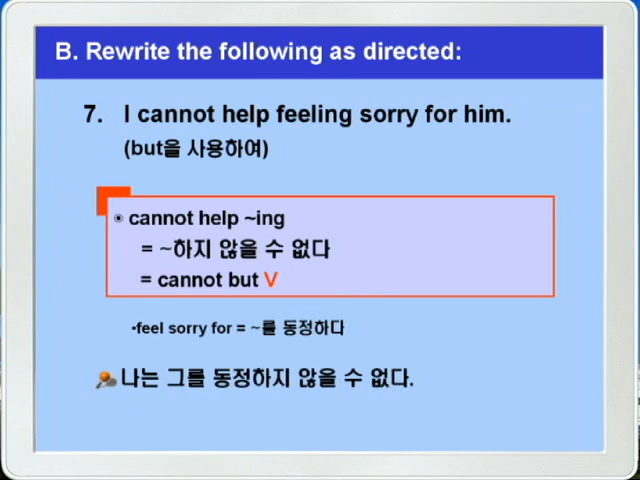 B. Rewrite the following as directed:
7. I cannot help feeling sorry for him.
(but을 사용하여)
cannot help ~ing
= ~하지 않을 수 없다
= cannot but V
•feel sorry for = ~를 동정하다
나는 그를 동정하지 않을 수 없다.